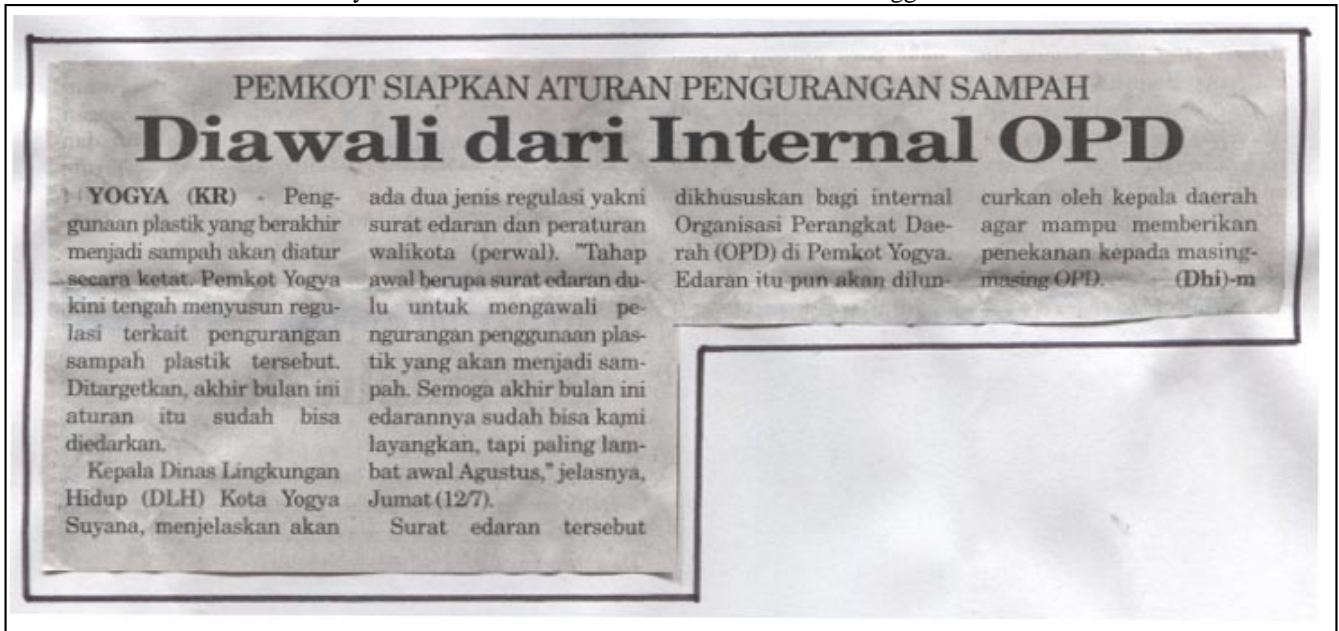 PEMKOT SIAPKAN ATURAN PENGURANGAN SAMPAH
Diawali dari Internal OPD
YOGYA (KR) - Peng-
gunaan plastik yang berakhir
menjadi sampah akan diatur
secara ketat. Pemkot Yogya
kini tengah menyusun regu-
lasi terkait pengurangan
sampah plastik tersebut.
Ditargetkan, akhir bulan ini
aturan itu sudah bisa
diedarkan.
Kepala Dinas Lingkungan
Hidup (DLH) Kota Yogya
Suyana, menjelaskan akan
ada dua jenis regulasi yakni
surat edaran dan peraturan
walikota (perwal). "Tahap
awal berupa surat edaran du-
lu untuk mengawali pe-
ngurangan penggunaan plas-
tik yang akan menjadi sam-
pah. Semoga akhir bulan ini
edarannya sudah bisa kami
layangkan, tapi paling lam-
bat awal Agustus," jelasnya,
Jumat (12/7).
Surat edaran tersebut
dikhususkan bagi internal
Organisasi Perangkat Dae-
rah (OPD) di Pemkot Yogya.
Edaran itu pun akan dilun-
curkan oleh kepala daerah
agar mampu memberikan
penekanan kepada masing-
masing OPD. (Dhi)-m